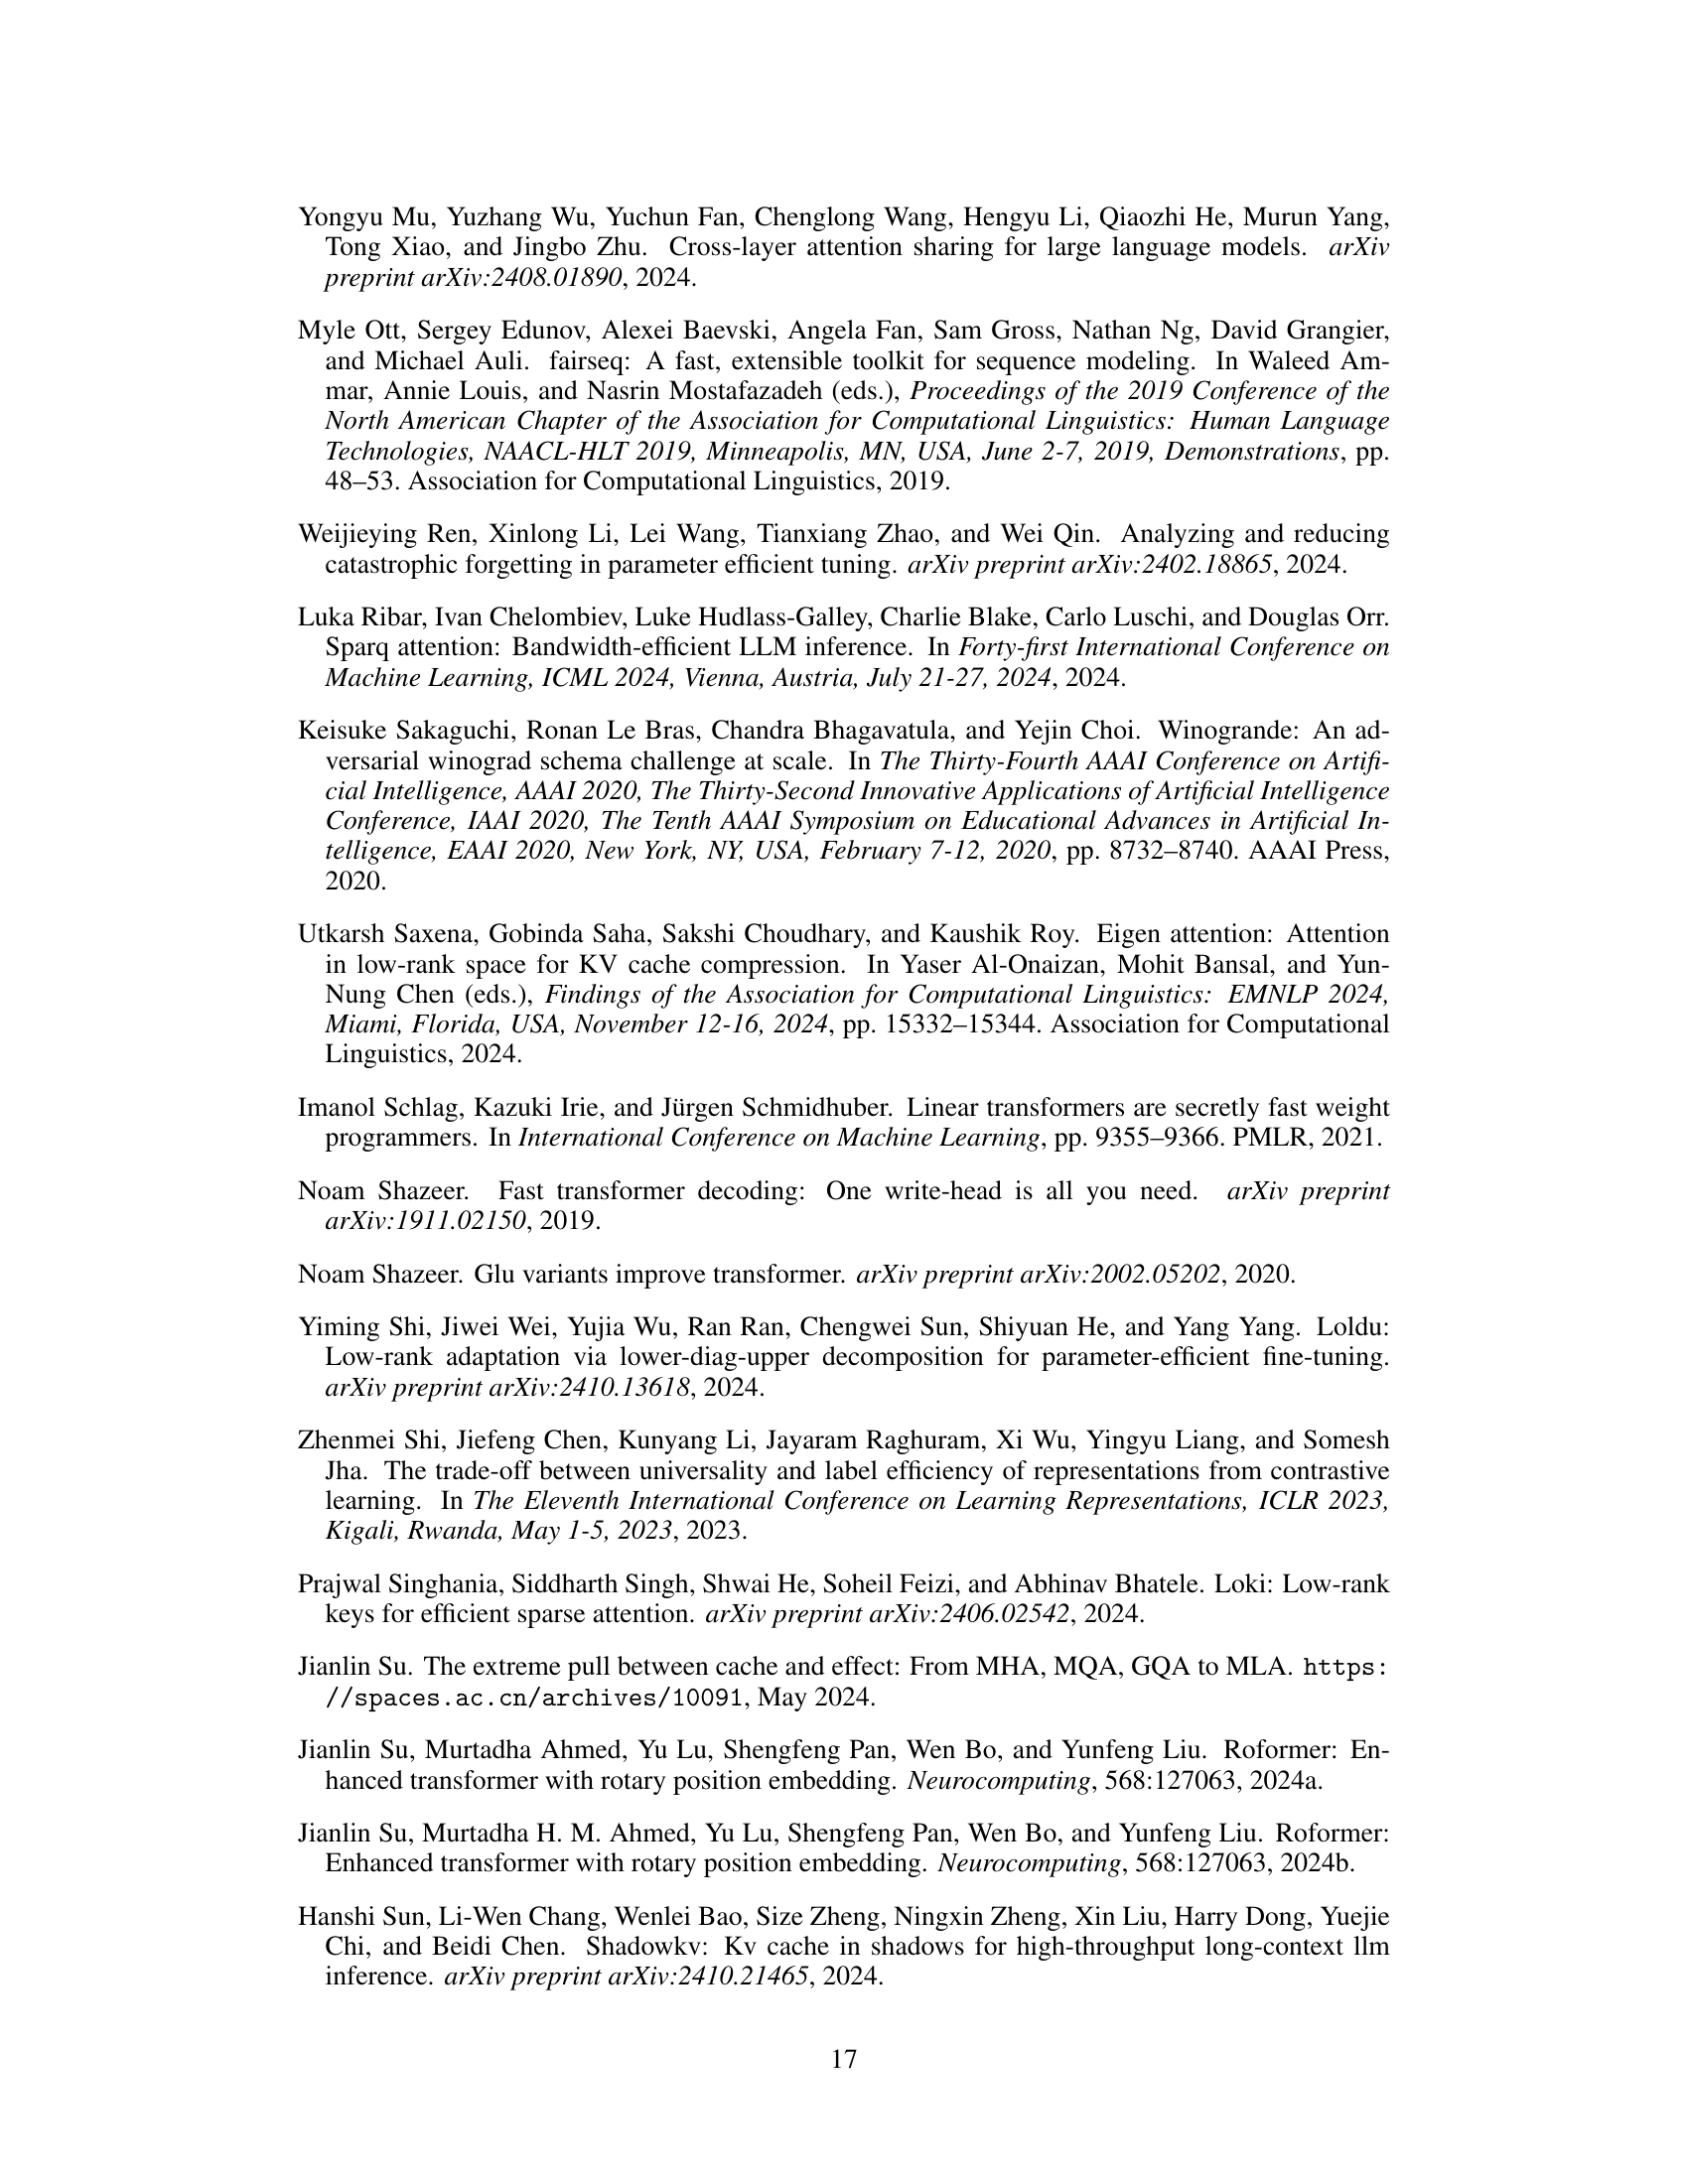 Yongyu Mu, Yuzhang Wu, Yuchun Fan, Chenglong Wang, Hengyu Li, Qiaozhi He, Murun Yang,
Tong Xiao, and Jingbo Zhu. Cross-layer attention sharing for large language models. arXiv
preprint arXiv:2408.01890, 2024.
Myle Ott, Sergey Edunov, Alexei Baevski, Angela Fan, Sam Gross, Nathan Ng, David Grangier,
and Michael Auli. fairseq: A fast, extensible toolkit for sequence modeling. In Waleed Am-
mar, Annie Louis, and Nasrin Mostafazadeh (eds.), Proceedings of the 2019 Conference of the
North American Chapter of the Association for Computational Linguistics: Human Language
Technologies, NAACL-HLT 2019, Minneapolis, MN, USA, June 2-7, 2019, Demonstrations, pp.
48–53. Association for Computational Linguistics, 2019.
Weijieying Ren, Xinlong Li, Lei Wang, Tianxiang Zhao, and Wei Qin. Analyzing and reducing
catastrophic forgetting in parameter efficient tuning. arXiv preprint arXiv:2402.18865, 2024.
Luka Ribar, Ivan Chelombiev, Luke Hudlass-Galley, Charlie Blake, Carlo Luschi, and Douglas Orr.
Sparq attention: Bandwidth-efficient LLM inference. In Forty-first International Conference on
Machine Learning, ICML 2024, Vienna, Austria, July 21-27, 2024, 2024.
Keisuke Sakaguchi, Ronan Le Bras, Chandra Bhagavatula, and Yejin Choi. Winogrande: An ad-
versarial winograd schema challenge at scale. In The Thirty-Fourth AAAI Conference on Artifi-
cial Intelligence, AAAI 2020, The Thirty-Second Innovative Applications of Artificial Intelligence
Conference, IAAI 2020, The Tenth AAAI Symposium on Educational Advances in Artificial In-
telligence, EAAI 2020, New York, NY, USA, February 7-12, 2020, pp. 8732–8740. AAAI Press,
2020.
Utkarsh Saxena, Gobinda Saha, Sakshi Choudhary, and Kaushik Roy. Eigen attention: Attention
in low-rank space for KV cache compression. In Yaser Al-Onaizan, Mohit Bansal, and Yun-
Nung Chen (eds.), Findings of the Association for Computational Linguistics: EMNLP 2024,
Miami, Florida, USA, November 12-16, 2024, pp. 15332–15344. Association for Computational
Linguistics, 2024.
Imanol Schlag, Kazuki Irie, and Jürgen Schmidhuber. Linear transformers are secretly fast weight
programmers. In International Conference on Machine Learning, pp. 9355–9366. PMLR, 2021.
Noam Shazeer. Fast transformer decoding: One write-head is all you need. arXiv preprint
arXiv:1911.02150, 2019.
Noam Shazeer. Glu variants improve transformer. arXiv preprint arXiv:2002.05202, 2020.
Yiming Shi, Jiwei Wei, Yujia Wu, Ran Ran, Chengwei Sun, Shiyuan He, and Yang Yang. Loldu:
Low-rank adaptation via lower-diag-upper decomposition for parameter-efficient fine-tuning.
arXiv preprint arXiv:2410.13618, 2024.
Zhenmei Shi, Jiefeng Chen, Kunyang Li, Jayaram Raghuram, Xi Wu, Yingyu Liang, and Somesh
Jha. The trade-off between universality and label efficiency of representations from contrastive
learning. In The Eleventh International Conference on Learning Representations, ICLR 2023,
Kigali, Rwanda, May 1-5, 2023, 2023.
Prajwal Singhania, Siddharth Singh, Shwai He, Soheil Feizi, and Abhinav Bhatele. Loki: Low-rank
keys for efficient sparse attention. arXiv preprint arXiv:2406.02542, 2024.
Jianlin Su. The extreme pull between cache and effect: From MHA, MQA, GQA to MLA. https:
//spaces.ac.cn/archives/10091, May 2024.
Jianlin Su, Murtadha Ahmed, Yu Lu, Shengfeng Pan, Wen Bo, and Yunfeng Liu. Roformer: En-
hanced transformer with rotary position embedding. Neurocomputing, 568:127063, 2024a.
Jianlin Su, Murtadha H. M. Ahmed, Yu Lu, Shengfeng Pan, Wen Bo, and Yunfeng Liu. Roformer:
Enhanced transformer with rotary position embedding. Neurocomputing, 568:127063, 2024b.
Hanshi Sun, Li-Wen Chang, Wenlei Bao, Size Zheng, Ningxin Zheng, Xin Liu, Harry Dong, Yuejie
Chi, and Beidi Chen. Shadowkv: Kv cache in shadows for high-throughput long-context llm
inference. arXiv preprint arXiv:2410.21465, 2024.
17